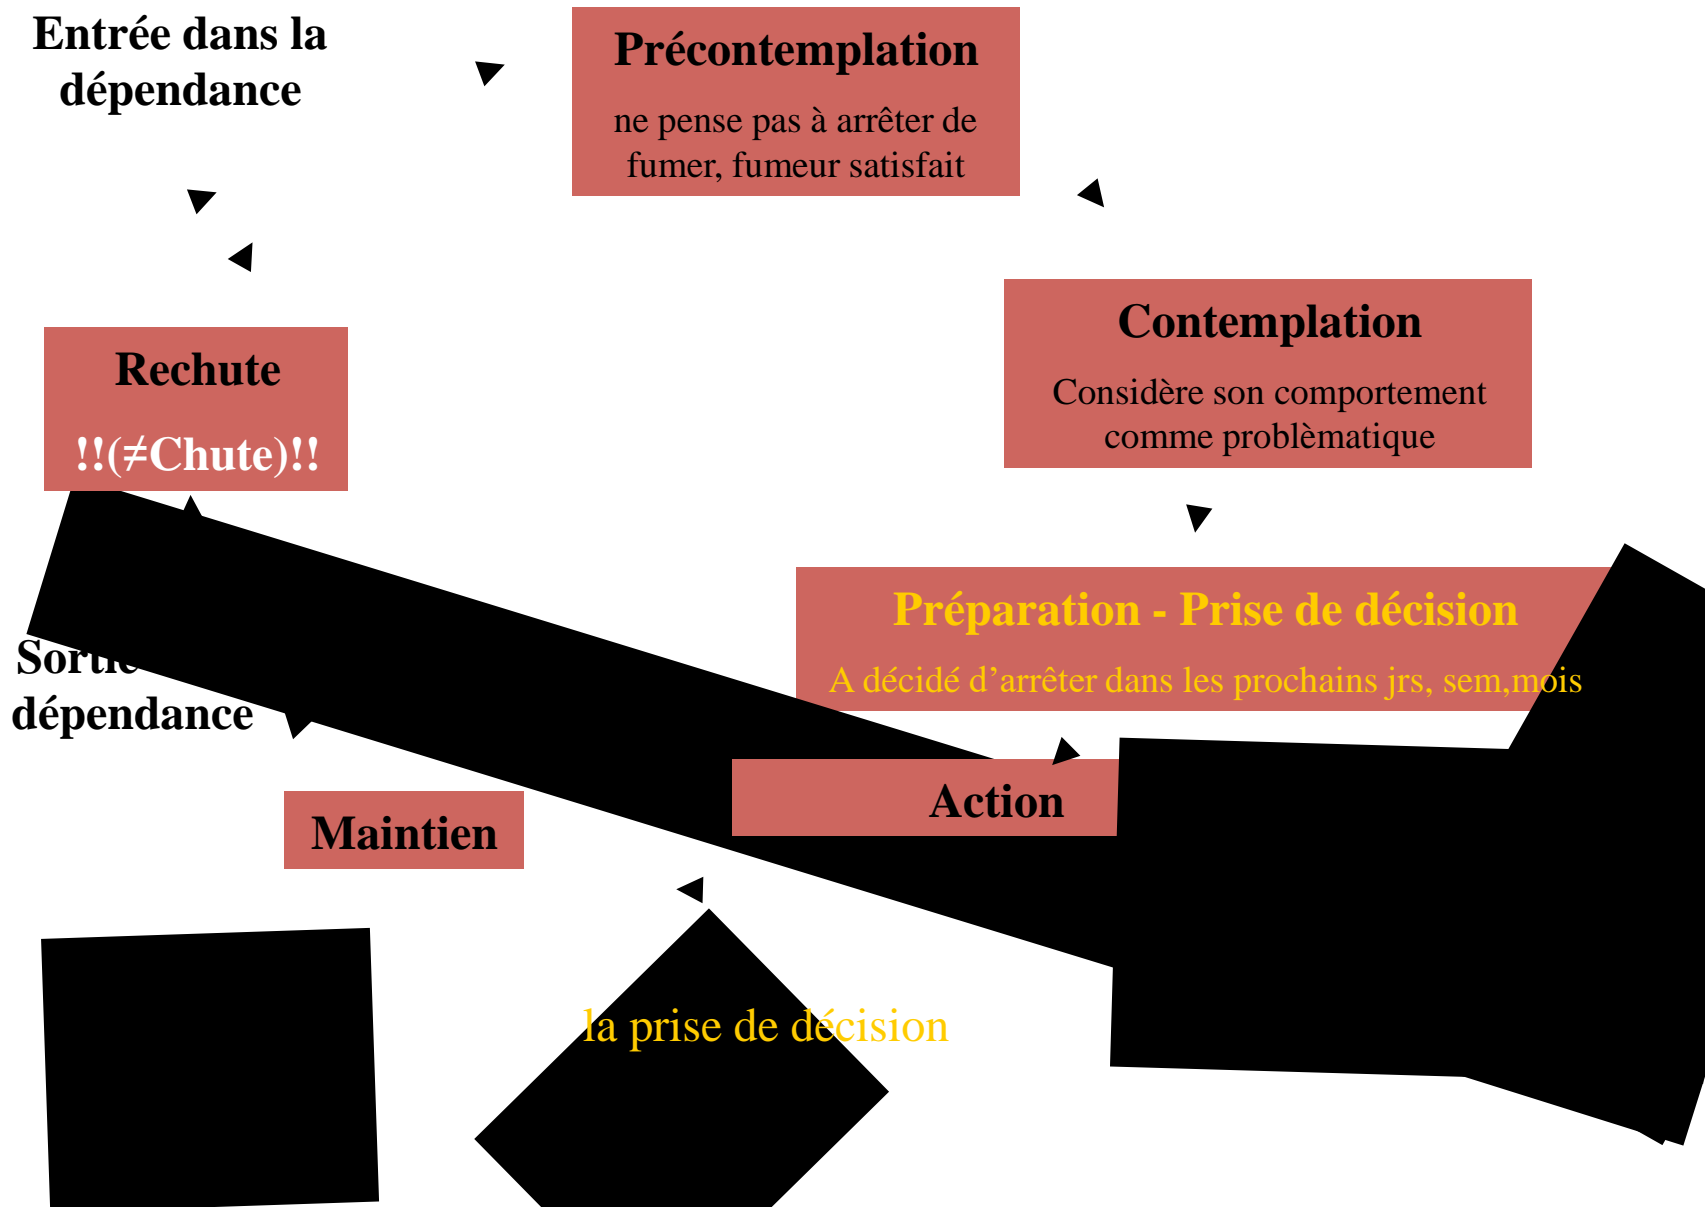 Entrée dans la
dépendance
Précontemplation
ne pense pas à arrêter de
fumer, fumeur satisfait
Contemplation
Considère son comportement
comme problèmatique
Rechute
!!(≠Chute)!!
Préparation - Prise de décision
A décidé d’arrêter dans les prochains jrs, sem,mois
Sortie
dépendance
Action
Maintien
la prise de décision